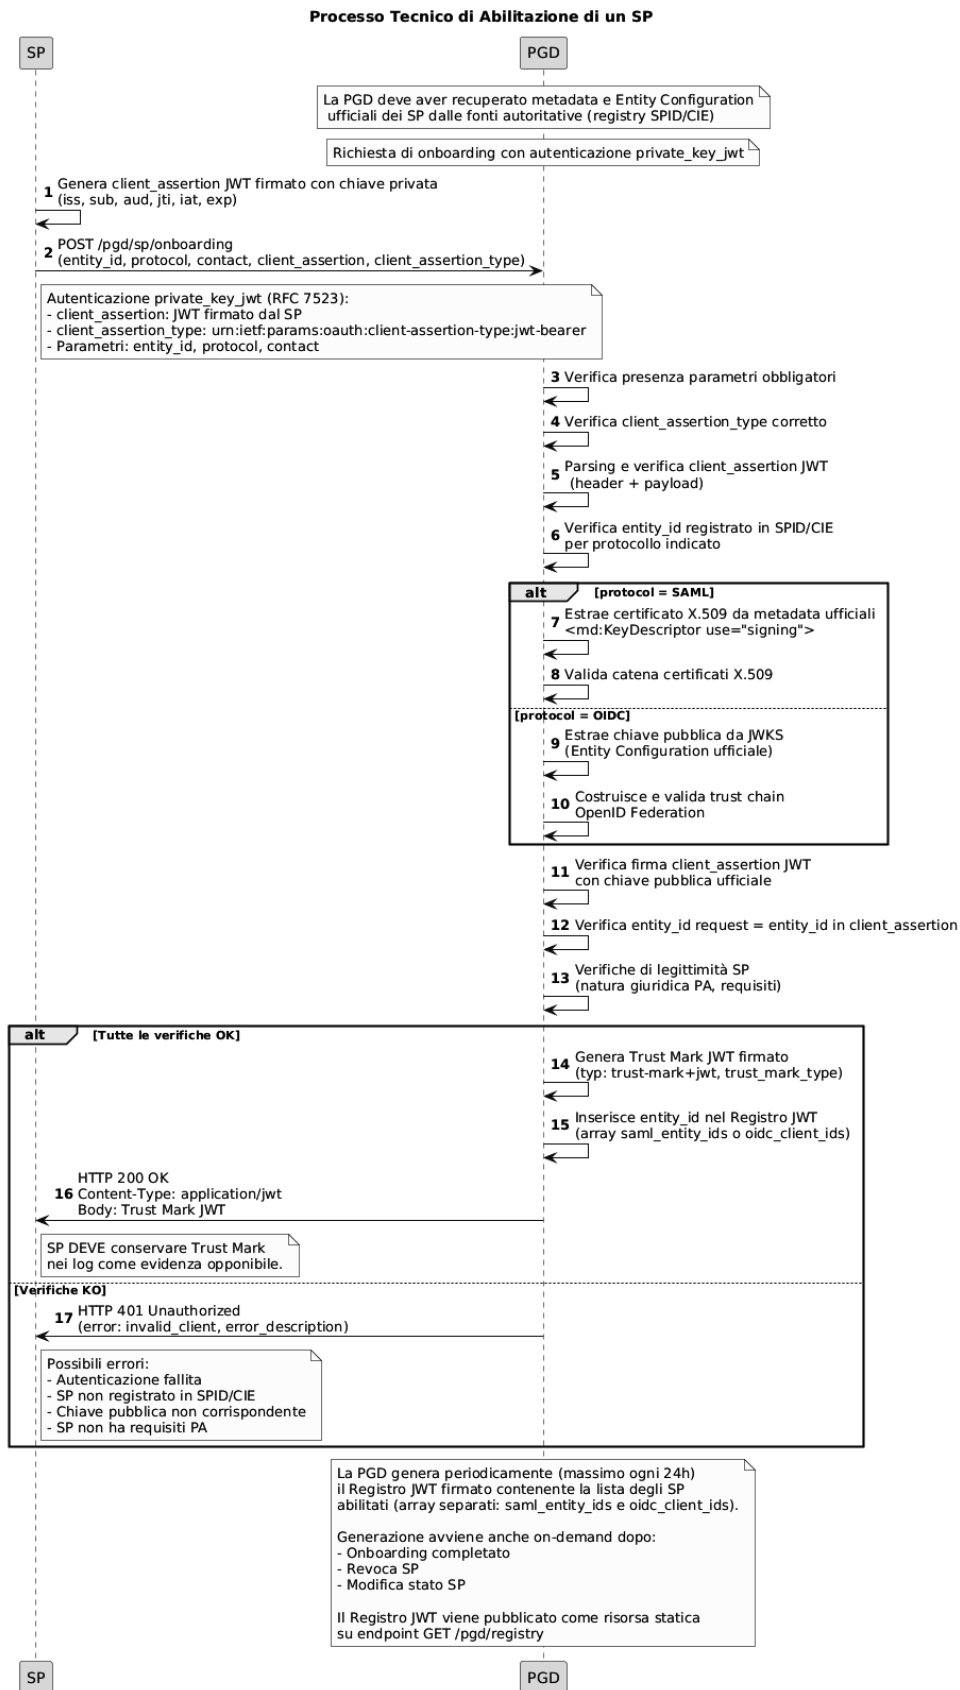 Processo Tecnico di Abilitazione di un SP
SP
PGD
La PGD deve aver recuperato metadata e Entity Configuration
ufficiali dei SP dalle fonti autoritative (registry SPID/CIE)
Richiesta di onboarding con autenticazione private_key_jwt
1 Genera client_assertion JWT firmato con chiave privata
(iss, sub, aud, jti, iat, exp)
2 POST /pgd/sp/onboarding
(entity_id, protocol, contact, client_assertion, client_assertion_type)
Autenticazione private_key_jwt (RFC 7523):
- client_assertion: JWT firmato dal SP
- client_assertion_type: urn:ietf:params:oauth:client-assertion-type:jwt-bearer
- Parametri: entity_id, protocol, contact
3 Verifica presenza parametri obbligatori
4 Verifica client_assertion_type corretto
5 Parsing e verifica client_assertion JWT
(header + payload)
6 Verifica entity_id registrato in SPID/CIE
per protocollo indicato
alt [protocol = SAML]
7 Estrae certificato X.509 da metadata ufficiali
<md:KeyDescriptor use="signing">
8 Valida catena certificati X.509
[protocol = OIDC]
9 Estrae chiave pubblica da JWKS
(Entity Configuration ufficiale)
10 Costruisce e valida trust chain
OpenID Federation
11 Verifica firma client_assertion JWT
con chiave pubblica ufficiale
12 Verifica entity_id request = entity_id in client_assertion
13 Verifiche di legittimità SP
(natura giuridica PA, requisiti)
alt [Tutte le verifiche OK]
14 Genera Trust Mark JWT firmato
(typ: trust-mark+jwt, trust_mark_type)
15 Inserisce entity_id nel Registro JWT
(array saml_entity_ids o oidc_client_ids)
HTTP 200 OK
16 Content-Type: application/jwt
Body: Trust Mark JWT
SP DEVE conservare Trust Mark
nei log come evidenza opponibile.
[Verifiche KO]
17 HTTP 401 Unauthorized
(error: invalid_client, error_description)
Possibili errori:
- Autenticazione fallita
- SP non registrato in SPID/CIE
- Chiave pubblica non corrispondente
- SP non ha requisiti PA
La PGD genera periodicamente (massimo ogni 24h)
il Registro JWT firmato contenente la lista degli SP
abilitati (array separati: saml_entity_ids e oidc_client_ids).
Generazione avviene anche on-demand dopo:
- Onboarding completato
- Revoca SP
- Modifica stato SP
Il Registro JWT viene pubblicato come risorsa statica
su endpoint GET /pgd/registry
SP
PGD